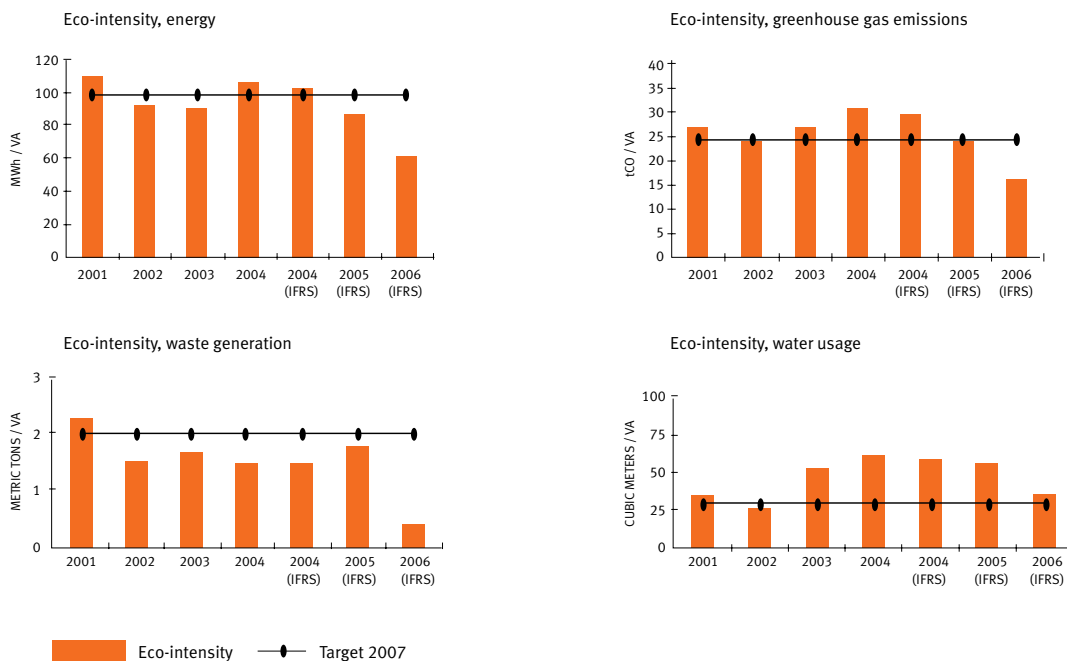 Eco-intensity, energy
MWh / VA
120
100
80
60
40
20
0
2001 2002 2003 2004 2004 2005 2006
(IFRS) (IFRS) (IFRS)
Eco-intensity, greenhouse gas emissions
tCO / VA
40
35
30
25
20
15
10
5
0
2001 2002 2003 2004 2004 2005 2006
(IFRS) (IFRS) (IFRS)
Eco-intensity, waste generation
METRIC TONS / VA
3
2
1
0
2001 2002 2003 2004 2004 2005 2006
(IFRS) (IFRS) (IFRS)
Eco-intensity, water usage
CUBIC METERS / VA
100
75
50
25
0
2001 2002 2003 2004 2004 2005 2006
(IFRS) (IFRS) (IFRS)
Eco-intensity Target 2007